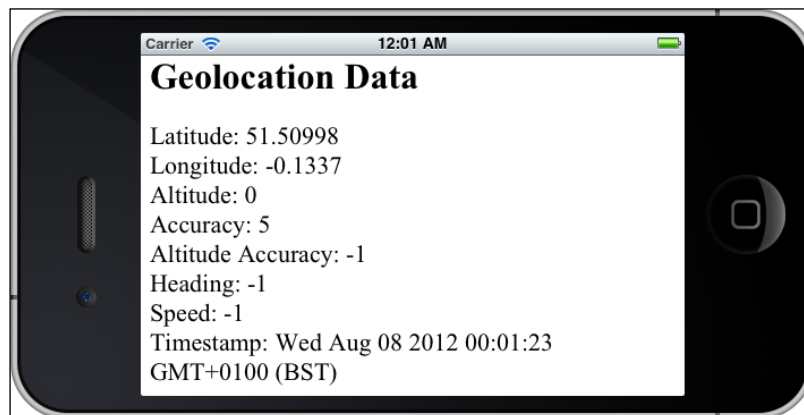 Carrier 12:01 AM
Geolocation Data
Latitude: 51.50998
Longitude: -0.1337
Altitude: 0
Accuracy: 5
Altitude Accuracy: -1
Heading: -1
Speed: -1
Timestamp: Wed Aug 08 2012 00:01:23
GMT+0100 (BST)